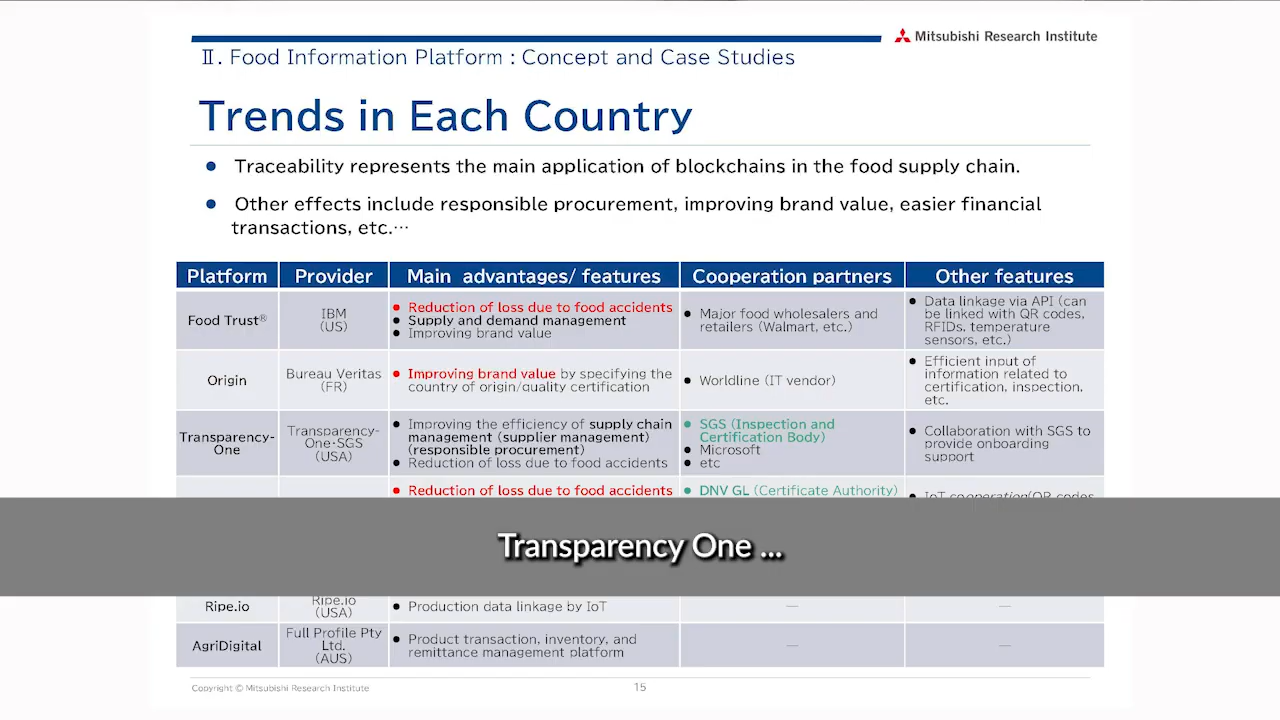 Mitsubishi Research Institute
Ⅱ. Food Information Platform : Concept and Case Studies
Trends in Each Country
● Traceability represents the main application of blockchains in the food supply chain.
● Other effects include responsible procurement, improving brand value, easier financial
transactions, etc.…
Platform Provider Main advantages/ features Cooperation partners Other features
Food Trust®
IBM
(US)
● Reduction of loss due to food accidents
● Supply and demand management
● Improving brand value
● Major food wholesalers and
retailers (Walmart, etc.)
● Data linkage via API (can
be linked with QR codes,
RFIDs, temperature
sensors, etc.)
Origin
Bureau Veritas
(FR)
● Improving brand value by specifying the
country of origin/quality certification
● Worldline (IT vendor)
● Efficient input of
information related to
certification, inspection,
etc.
Transparency-
One
Transparency-
One・SGS
(USA)
● Improving the efficiency of supply chain
management (supplier management)
(responsible procurement)
● Reduction of loss due to food accidents
● SGS (Inspection and
Certification Body)
● Microsoft
● etc
● Collaboration with SGS to
provide onboarding
support
● Reduction of loss due to food accidents
● DNV GL (Certificate Authority)
● IoT cooperation(QR codes
Transparency One ...
Ripe.io
Ripe.io
(USA)
● Production data linkage by IoT
—
—
AgriDigital
Full Profile Pty
Ltd.
(AUS)
● Product transaction, inventory, and
remittance management platform
—
—
Copyright © Mitsubishi Research Institute
15